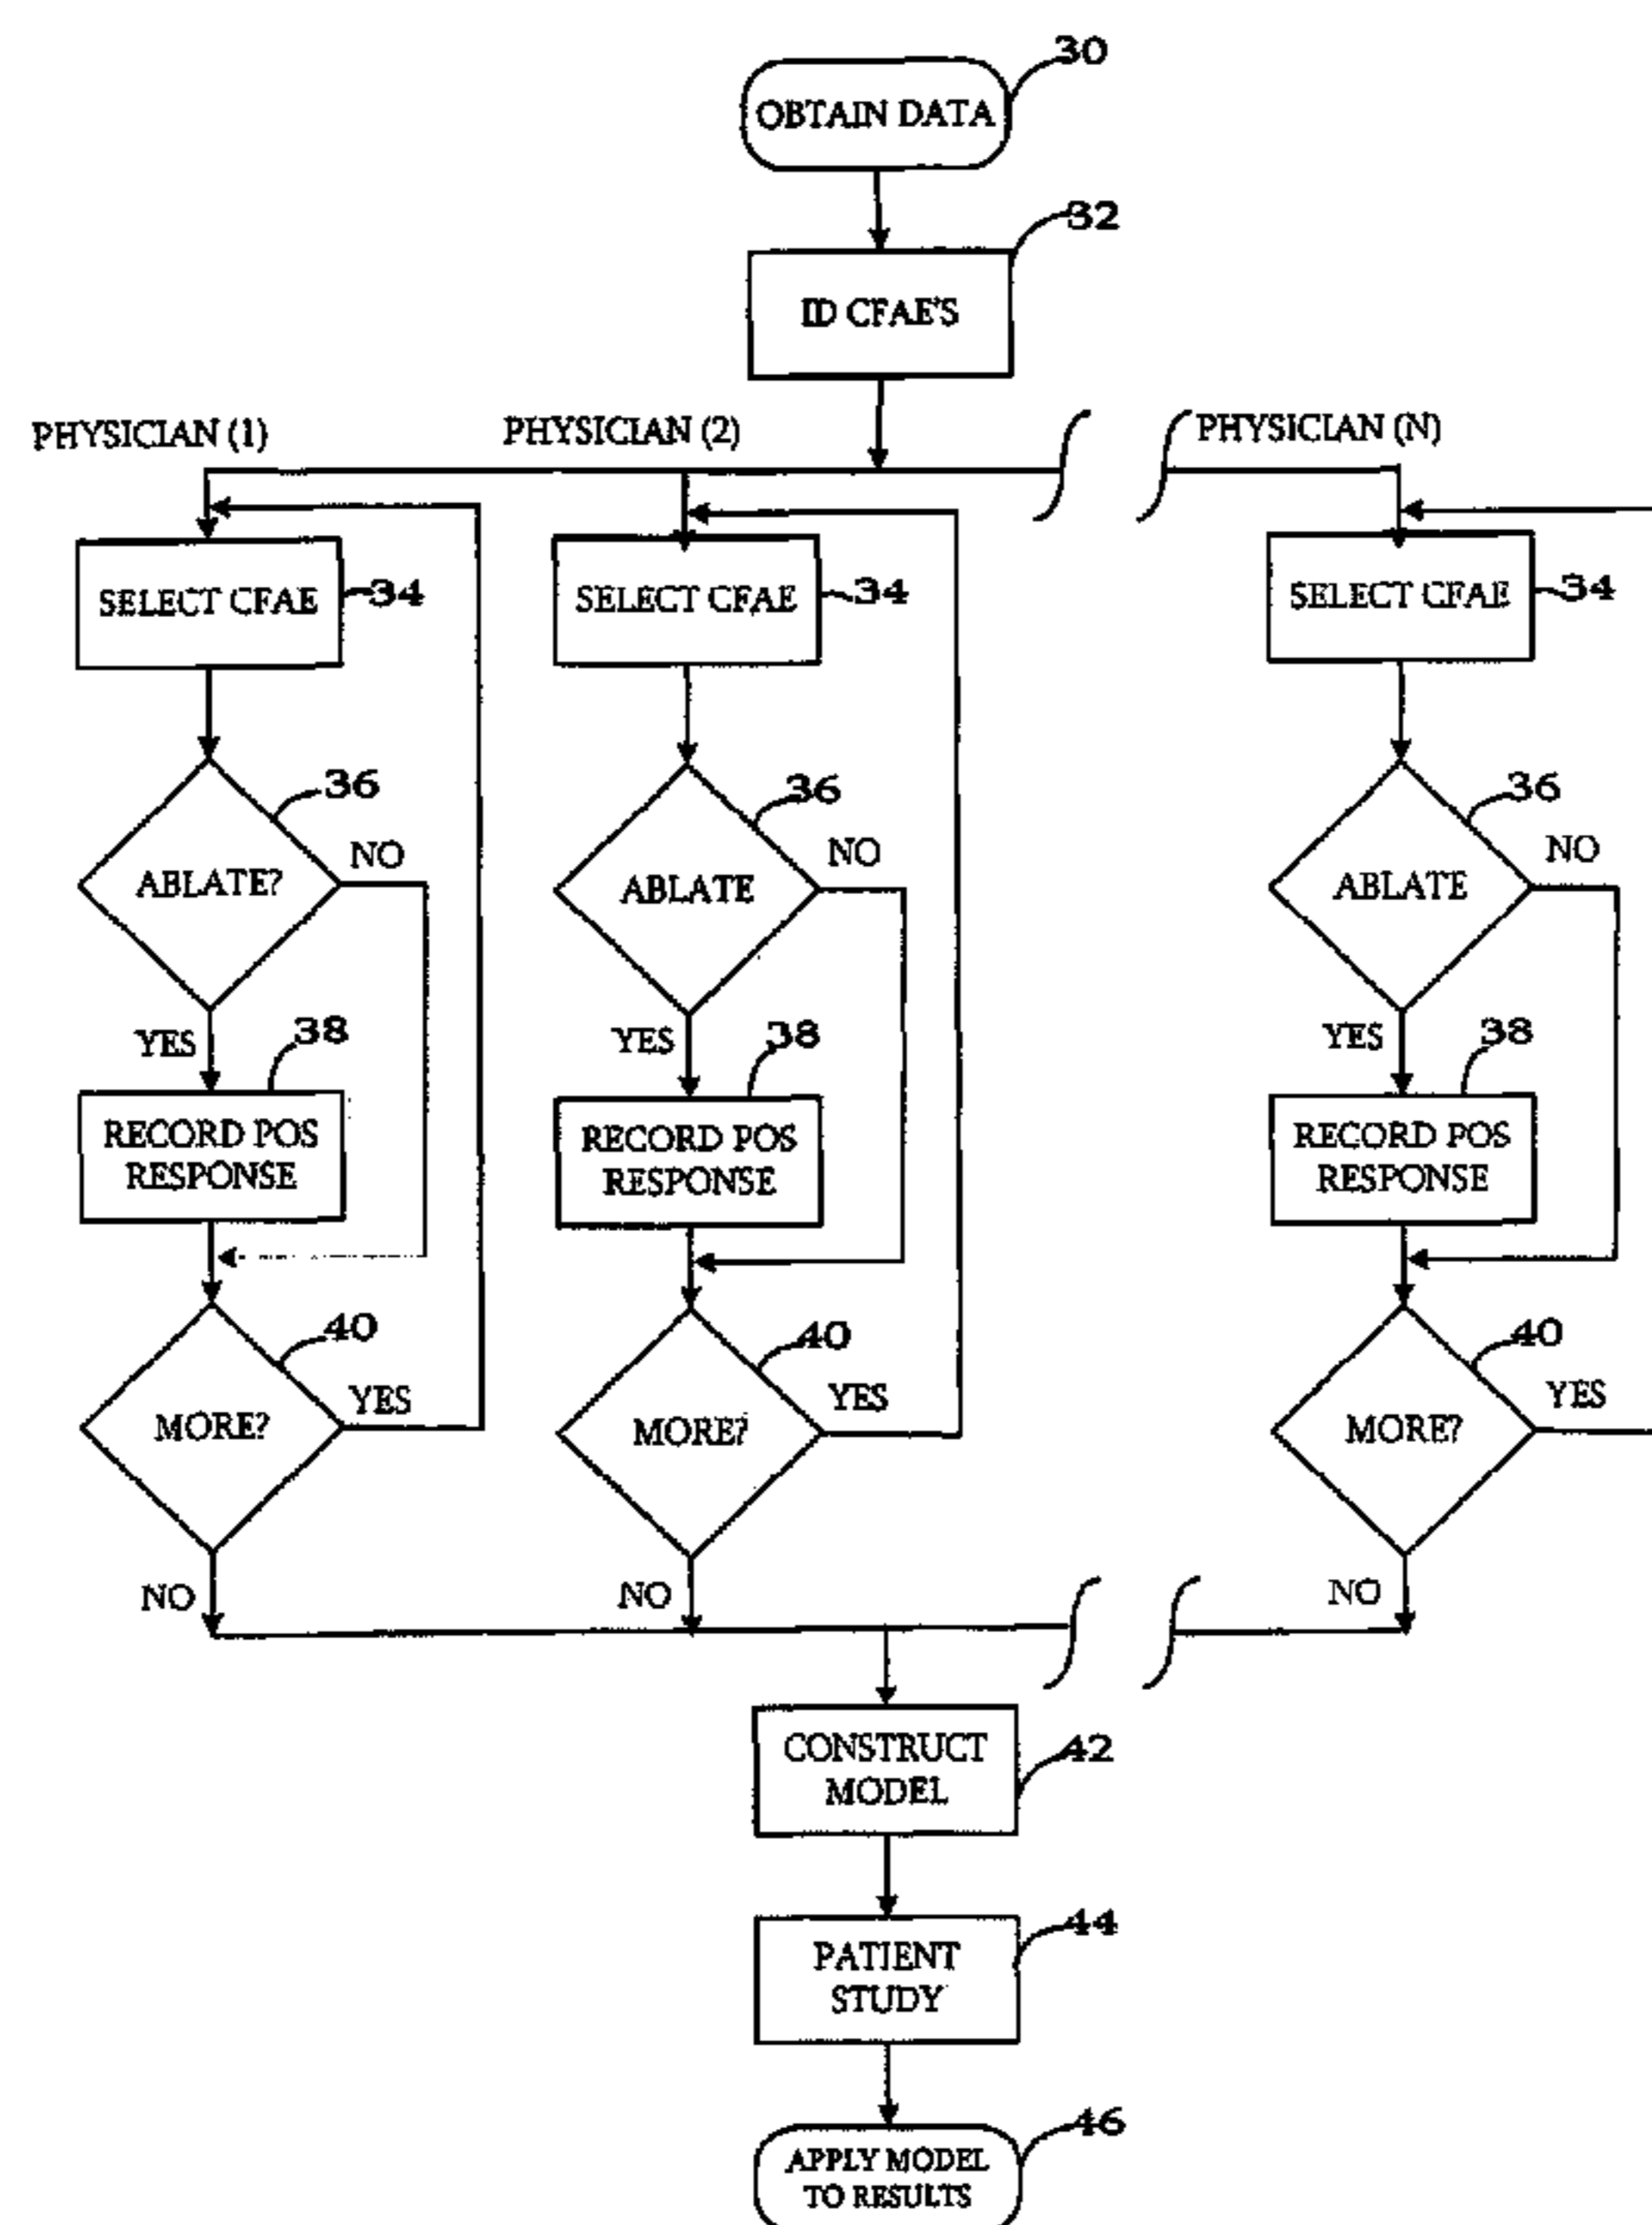 30
OBTAIN DATA
32
ID CFAE'S
PHYSICIAN (1)
PHYSICIAN (2)
PHYSICIAN (N)
SELECT CFAE
34
SELECT CFAE
34
SELECT CFAE
34
36
36
36
NO
NO
NO
ABLATE?
ABLATE
ABLATE
YES
38
YES
38
YES
38
RECORD POS
RESPONSE
RECORD POS
RESPONSE
RECORD POS
RESPONSE
40
40
40
YES
YES
YES
MORE?
MORE?
MORE?
NO
NO
NO
CONSTRUCT
MODEL
42
PATIENT
STUDY
44
46
APPLY MODEL
TO RESULTS